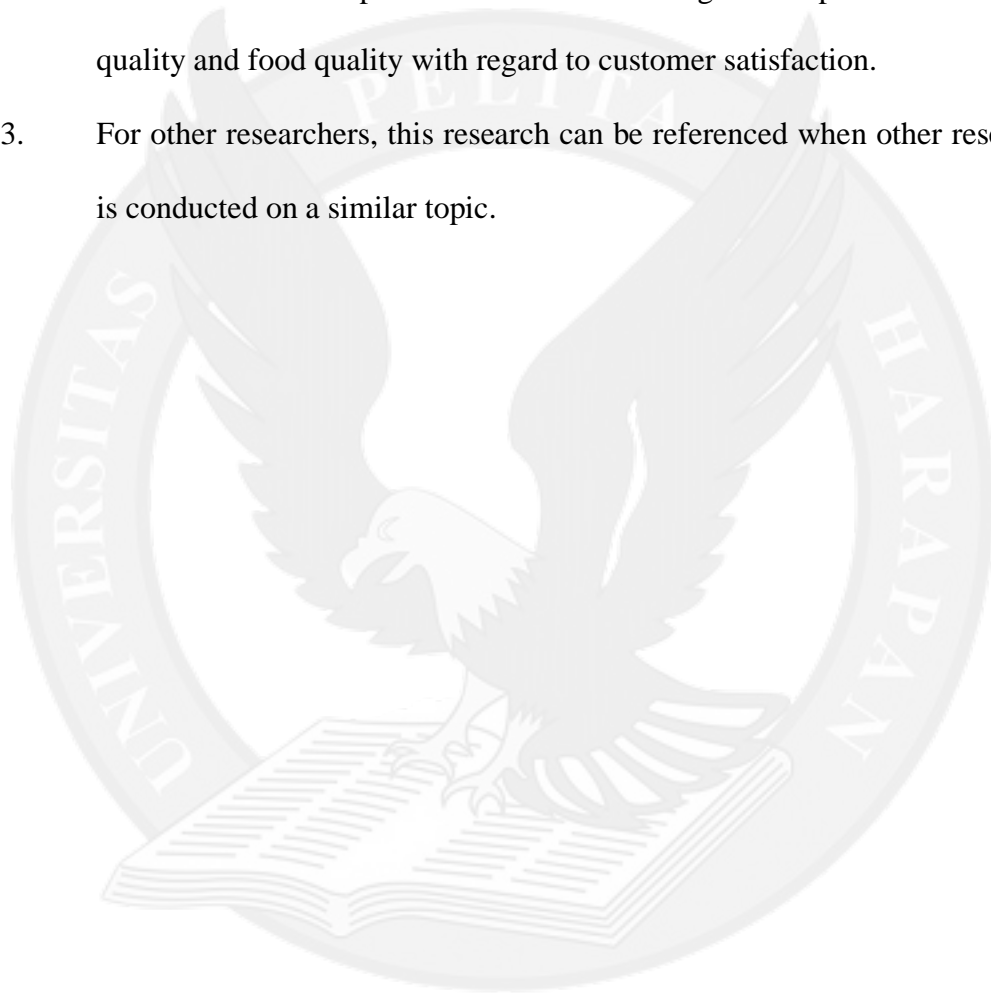 quality and food quality with regard to customer satisfaction.
3. For other researchers, this research can be referenced when other
is conducted on a similar topic.
UNIVERSITAS PELITA HARAPAN